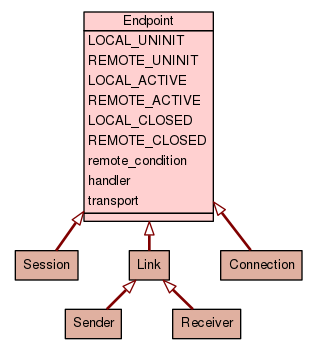 Endpoint
LOCAL_UNINIT
REMOTE_UNINIT
LOCAL_ACTIVE
REMOTE_ACTIVE
LOCAL_CLOSED
REMOTE_CLOSED
remote_condition
handler
transport
Session
Link
Connection
Sender
Receiver